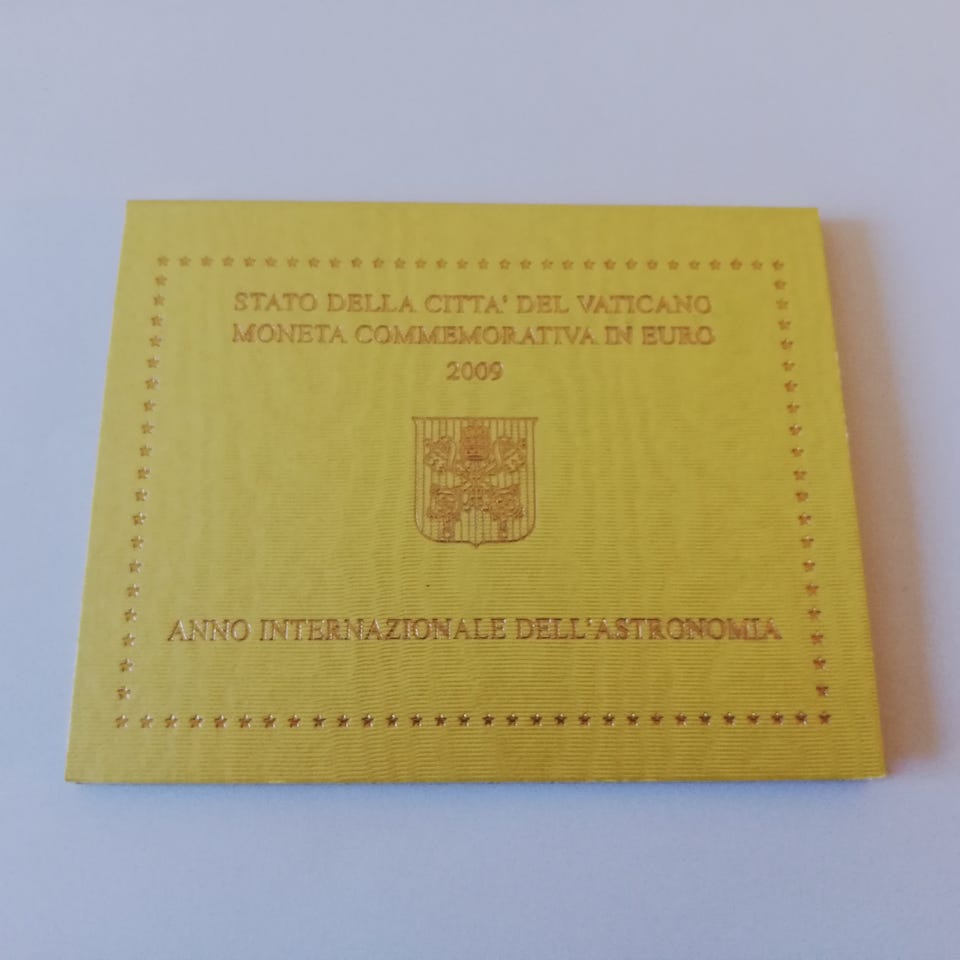 STATO DELLA CITTA' DEL VATICANO
MONETA COMMEMORATIVA IN EURO
2009
ANNO INTERNAZIONALE DELL'ASTRONOMIA